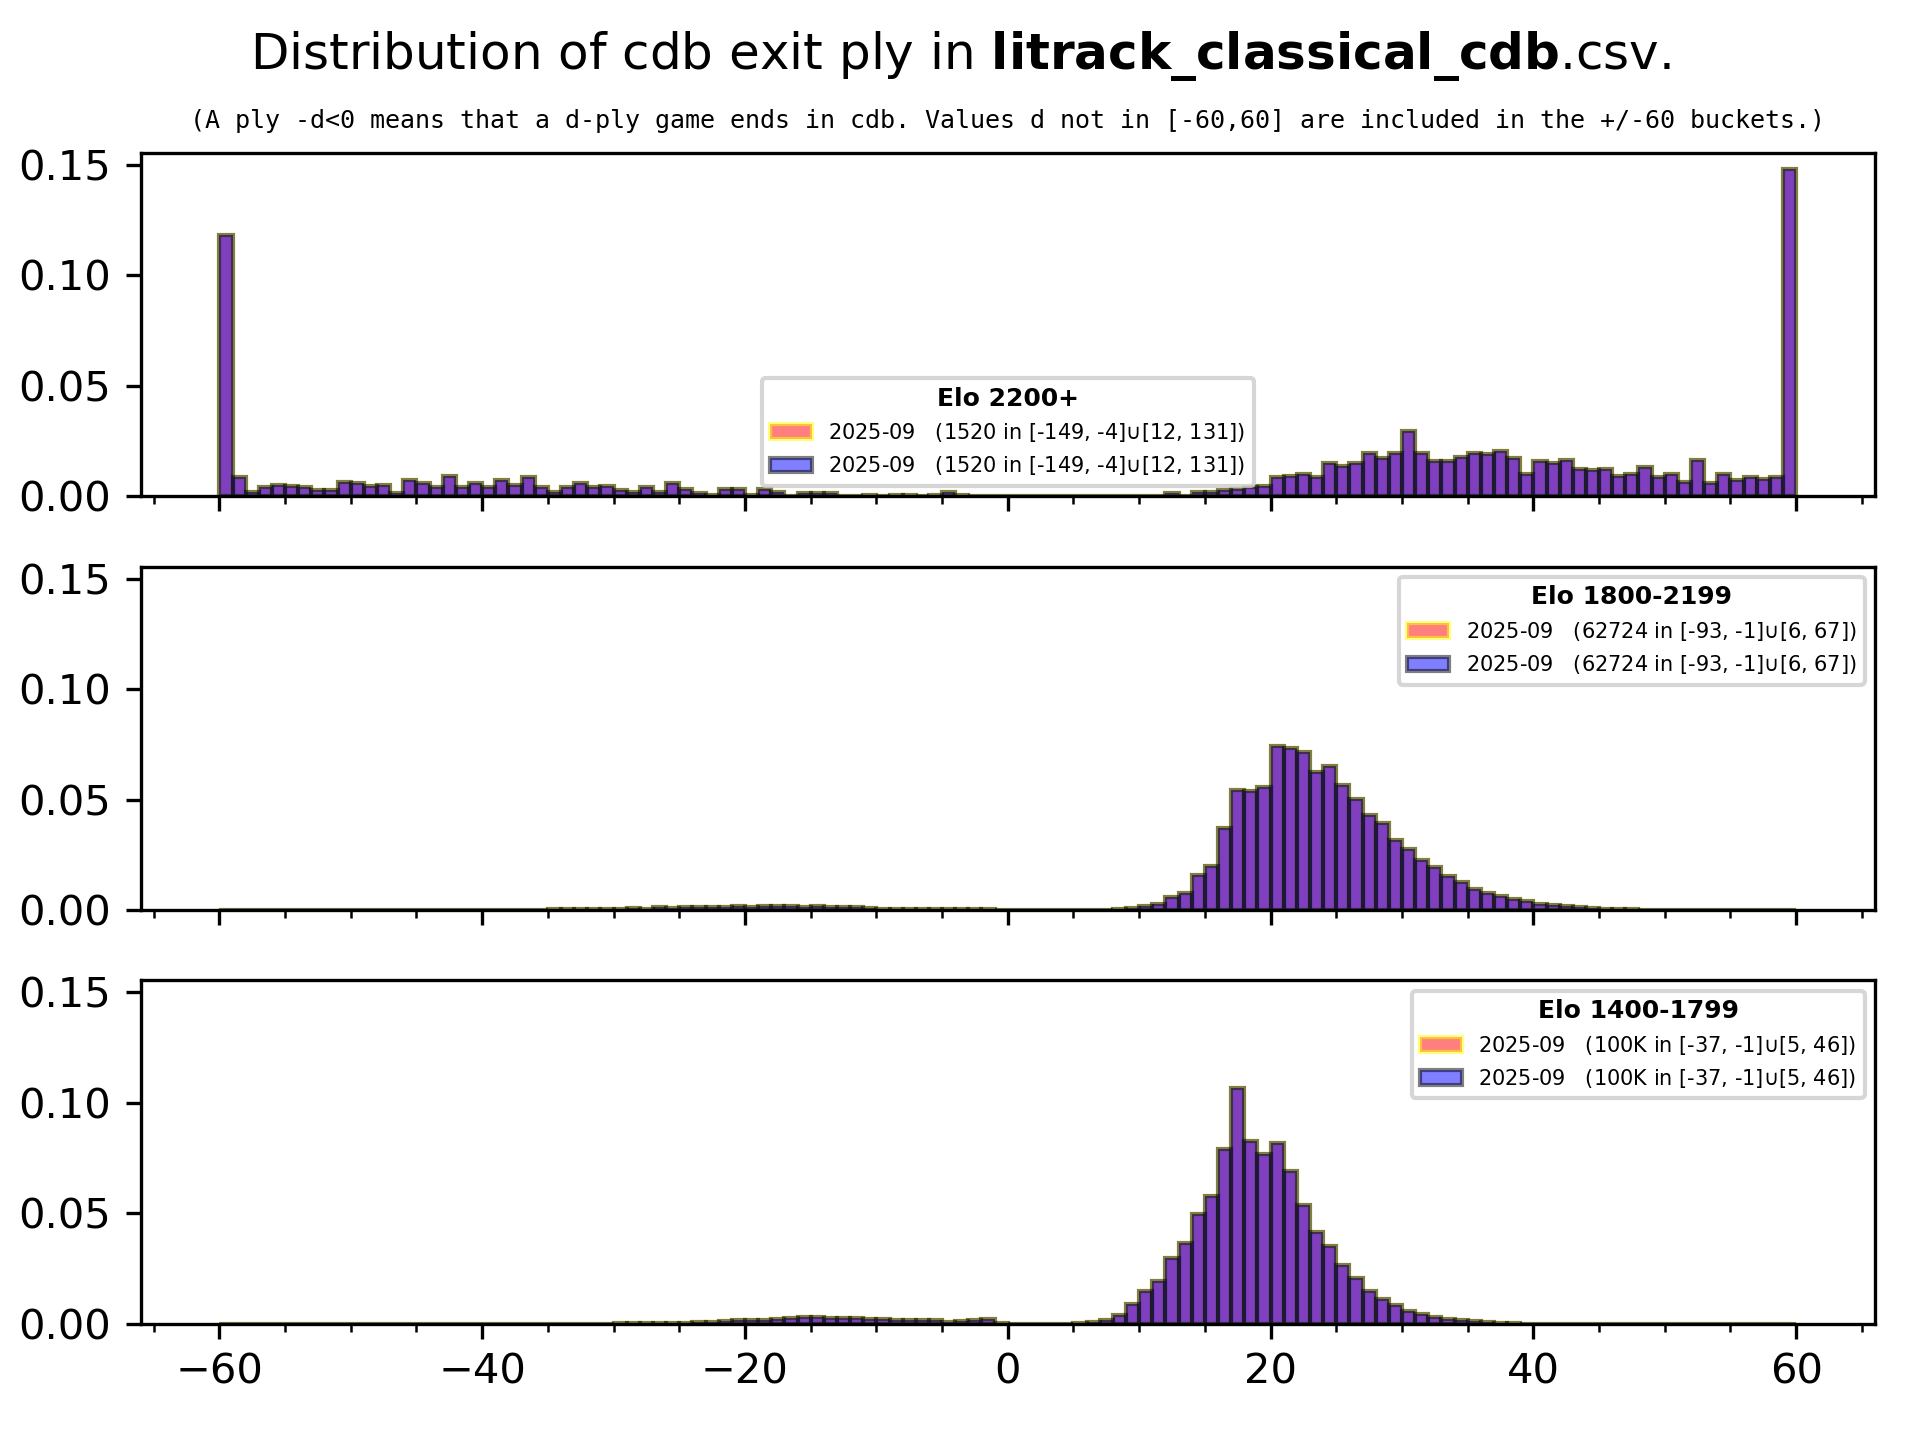 Distribution of cdb exit ply in litrack_classical_cdb.csv.
(A ply -d<0 means that a d-ply game ends in cdb. Values d not in [-60,60] are included in the +/-60 buckets.)
0.15
0.10
0.05
0.00
Elo 2200+
2025-09 (1520 in [-149, -4]∪[12, 131])
2025-09 (1520 in [-149, -4]∪[12, 131])
0.15
0.10
0.05
0.00
Elo 1800-2199
2025-09 (62724 in [-93, -1]∪[6, 67])
2025-09 (62724 in [-93, -1]∪[6, 67])
0.15
0.10
0.05
0.00
Elo 1400-1799
2025-09 (100K in [-37, -1]∪[5, 46])
2025-09 (100K in [-37, -1]∪[5, 46])
−60 −40 −20 0 20 40 60